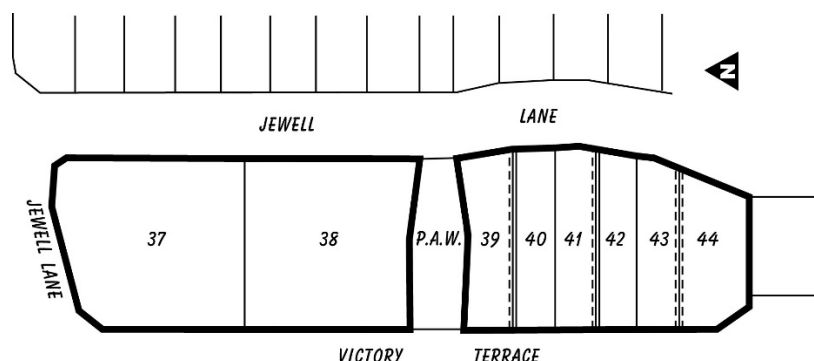 N
JEWELL LANE
JEWELL LANE
37 38 P.A.W. 39 40 41 42 43 44
VICTORY TERRACE